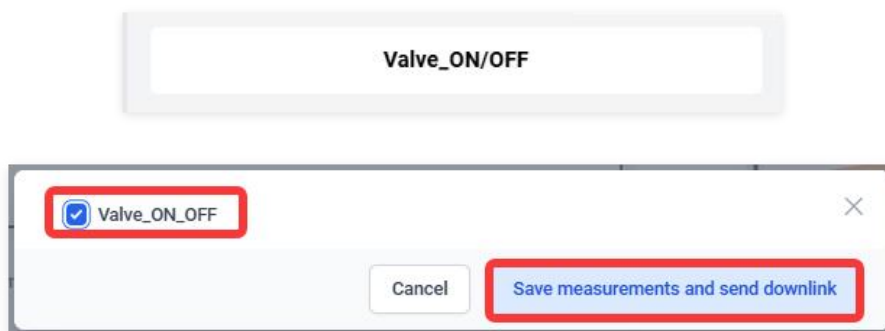 Valve_ON/OFF
Valve_ON_OFF
Cancel Save measurements and send downlink